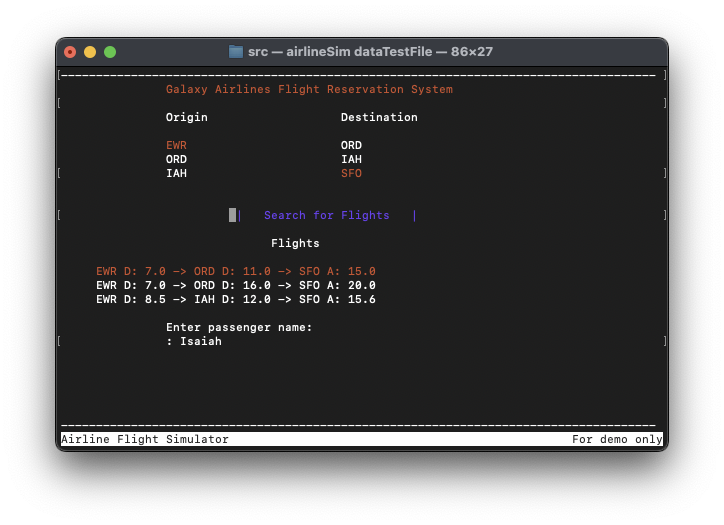 src — airlineSim dataTestFile — 86×27
Galaxy Airlines Flight Reservation System
Origin Destination
EWR ORD
ORD IAH
IAH SFO
| Search for Flights |
Flights
EWR D: 7.0 —> ORD D: 11.0 —> SFO A: 15.0
EWR D: 7.0 —> ORD D: 16.0 —> SFO A: 20.0
EWR D: 8.5 —> IAH D: 12.0 —> SFO A: 15.6
Enter passenger name:
: Isaiah
Airline Flight Simulator For demo only